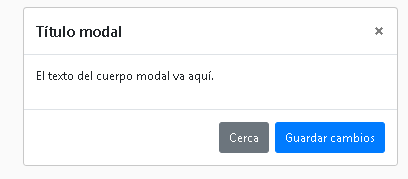 Título modal ×
El texto del cuerpo modal va aquí.
Cerca Guardar cambios